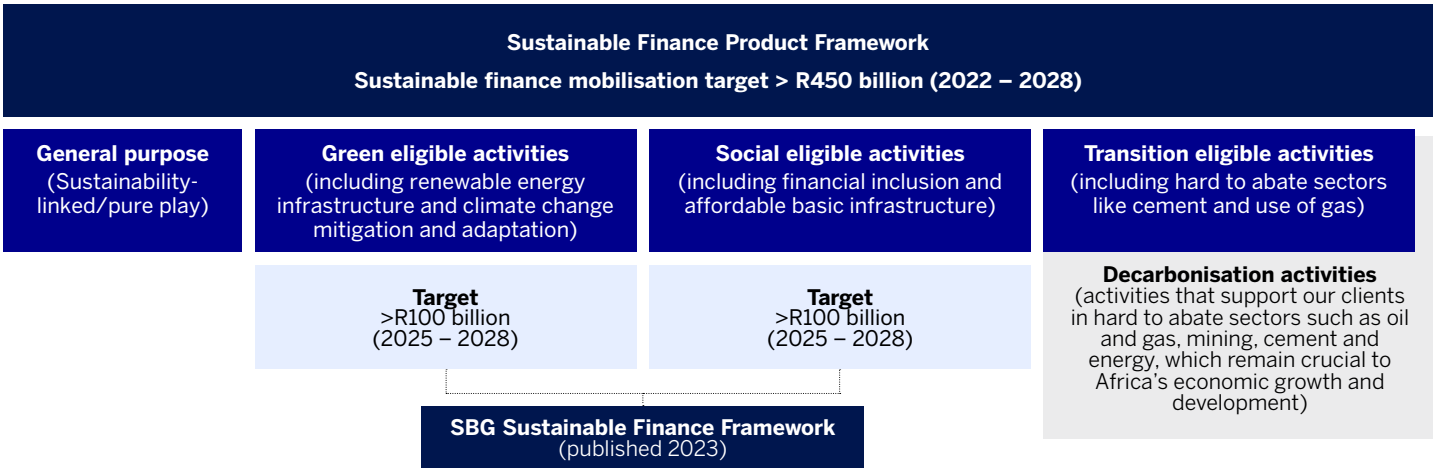 Sustainable Finance Product Framework
Sustainable finance mobilisation target > R450 billion (2022 – 2028)
General purpose
(Sustainability-
linked/pure play)
Green eligible activities
(including renewable energy
infrastructure and climate change
mitigation and adaptation)
Social eligible activities
(including financial inclusion and
affordable basic infrastructure)
Transition eligible activities
(including hard to abate sectors
like cement and use of gas)
Target
>R100 billion
(2025 – 2028)
Target
>R100 billion
(2025 – 2028)
Decarbonisation activities
(activities that support our clients
in hard to abate sectors such as oil
and gas, mining, cement and
energy, which remain crucial to
Africa's economic growth and
development)
SBG Sustainable Finance Framework
(published 2023)